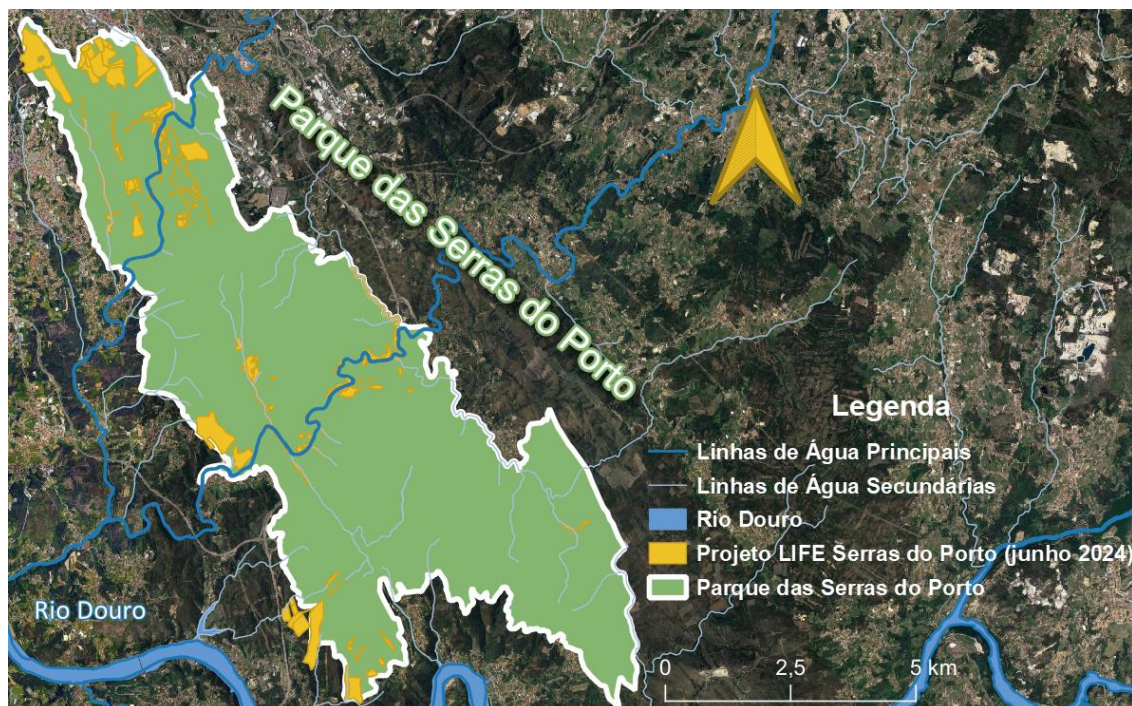 Parque das Serras do Porto
Legenda
Linhas de Água Principais
Linhas de Água Secundárias
Rio Douro
Projeto LIFE Serras do Porto (junho 2024)
Parque das Serras do Porto
Rio Douro
0 2,5 5 km